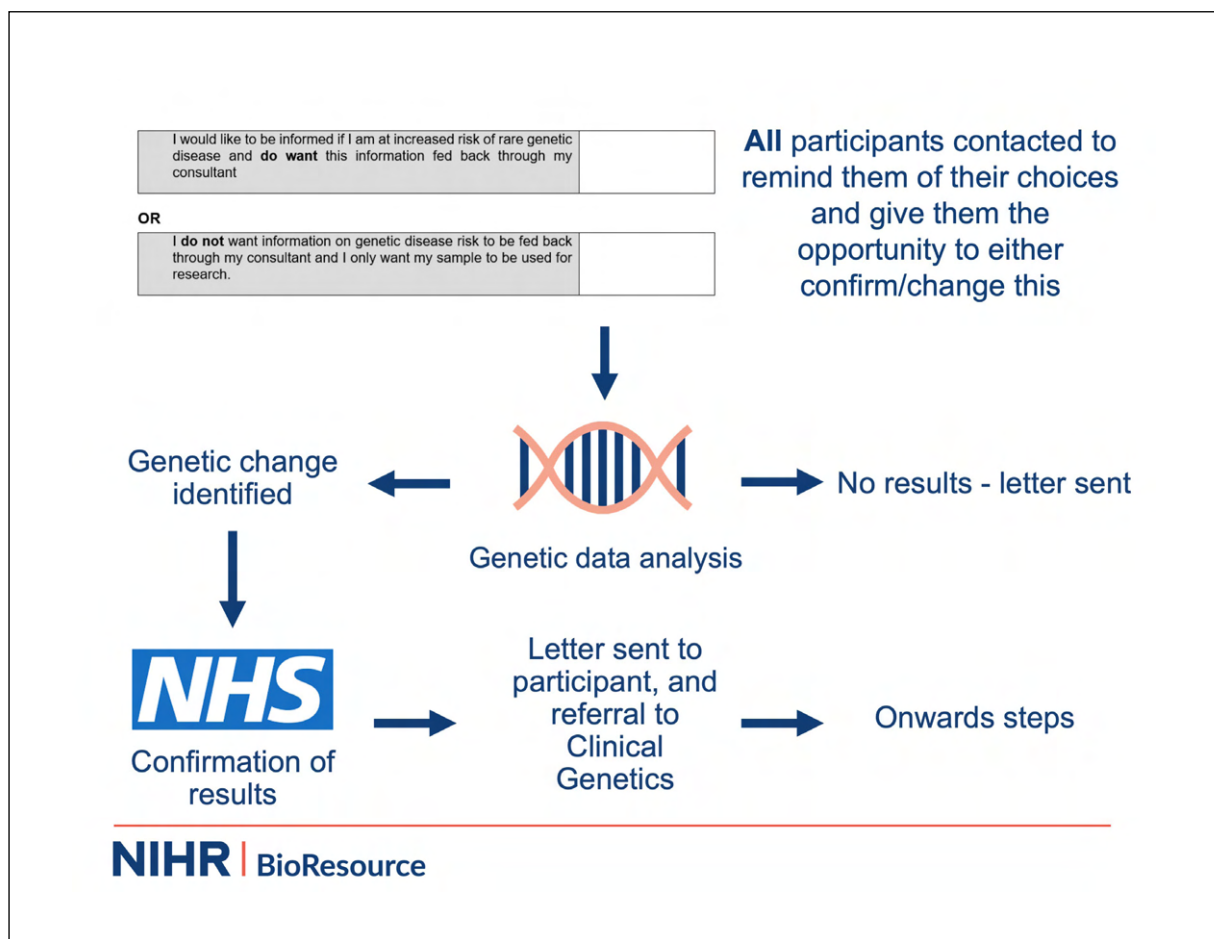 I would like to be informed if I am at increased risk of rare genetic
disease and do want this information fed back through my
consultant
OR
I do not want information on genetic disease risk to be fed back
through my consultant and I only want my sample to be used for
research.
All participants contacted to
remind them of their choices
and give them the
opportunity to either
confirm/change this
Genetic change
identified
Genetic data analysis
No results - letter sent
NHS
Confirmation of
results
Letter sent to
participant, and
referral to
Clinical
Genetics
Onwards steps
NIHR | BioResource